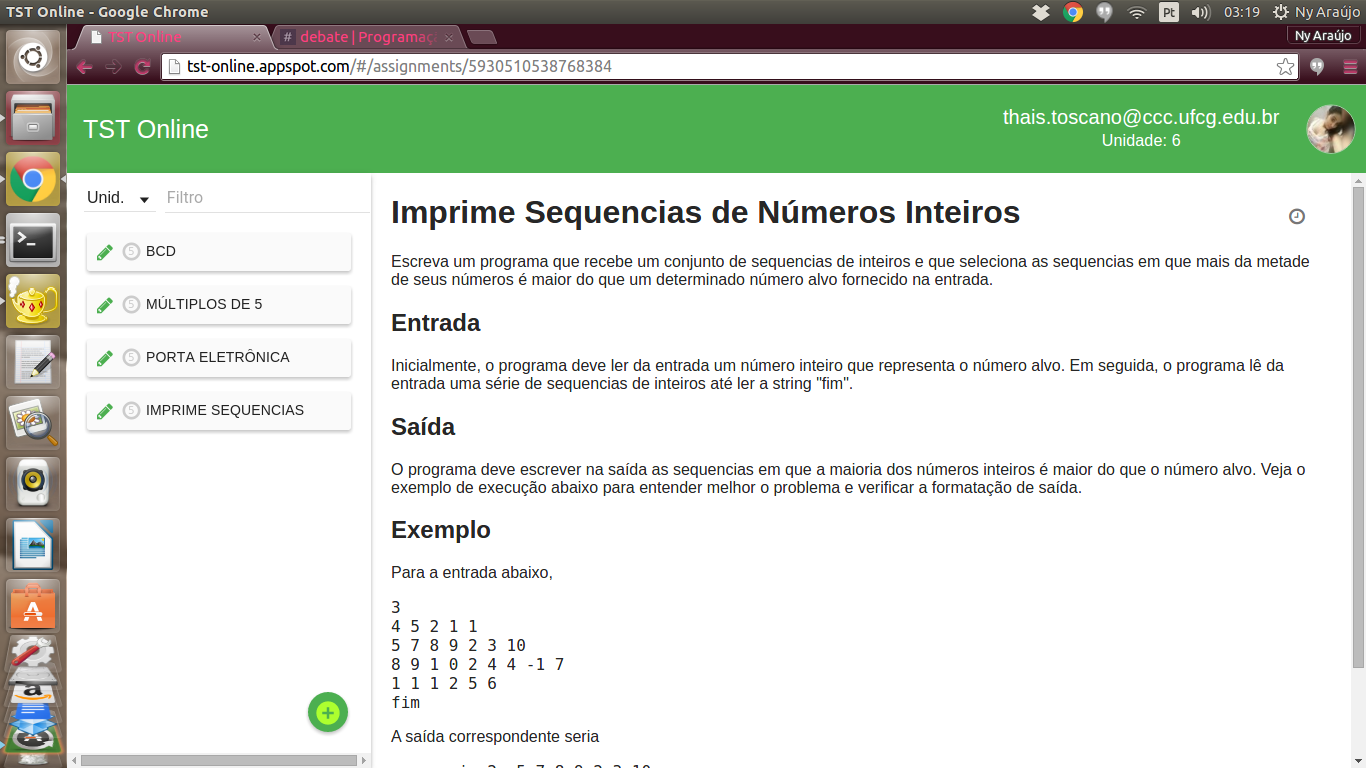 TST Online - Google Chrome
Pt
03:19
Ny Araújo
TST Online
# debate | Programaç
Ny Araújo
tst-online.appspot.com/#/assignments/5930510538768384
TST Online
thais.toscano@ccc.ufcg.edu.br
Unidade: 6
Unid.
Filtro
5 BCD
5 MÚLTIPLOS DE 5
5 PORTA ELETRÔNICA
5 IMPRIME SEQUENCIAS
Imprime Sequencias de Números Inteiros
Escreva um programa que recebe um conjunto de sequencias de inteiros e que seleciona as sequencias em que mais da metade
de seus números é maior do que um determinado número alvo fornecido na entrada.
Entrada
Inicialmente, o programa deve ler da entrada um número inteiro que representa o número alvo. Em seguida, o programa lê da
entrada uma série de sequencias de inteiros até ler a string "fim".
Saída
O programa deve escrever na saída as sequencias em que a maioria dos números inteiros é maior do que o número alvo. Veja o
exemplo de execução abaixo para entender melhor o problema e verificar a formatação de saída.
Exemplo
Para a entrada abaixo,
3
4 5 2 1 1
5 7 8 9 2 3 10
8 9 1 0 2 4 4 -1 7
1 1 1 2 5 6
fim
A saída correspondente seria